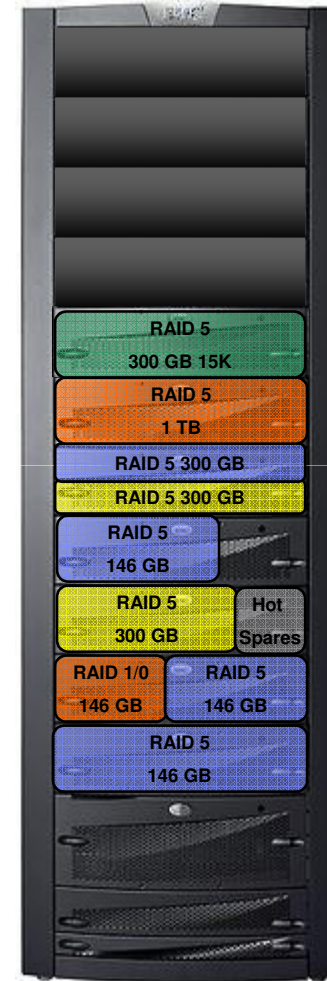 RAID 5
300 GB 15K
RAID 5
1 TB
RAID 5 300 GB
RAID 5 300 GB
RAID 5
146 GB
RAID 5
300 GB
Hot
Spares
RAID 1/0
146 GB
RAID 5
146 GB
RAID 5
146 GB